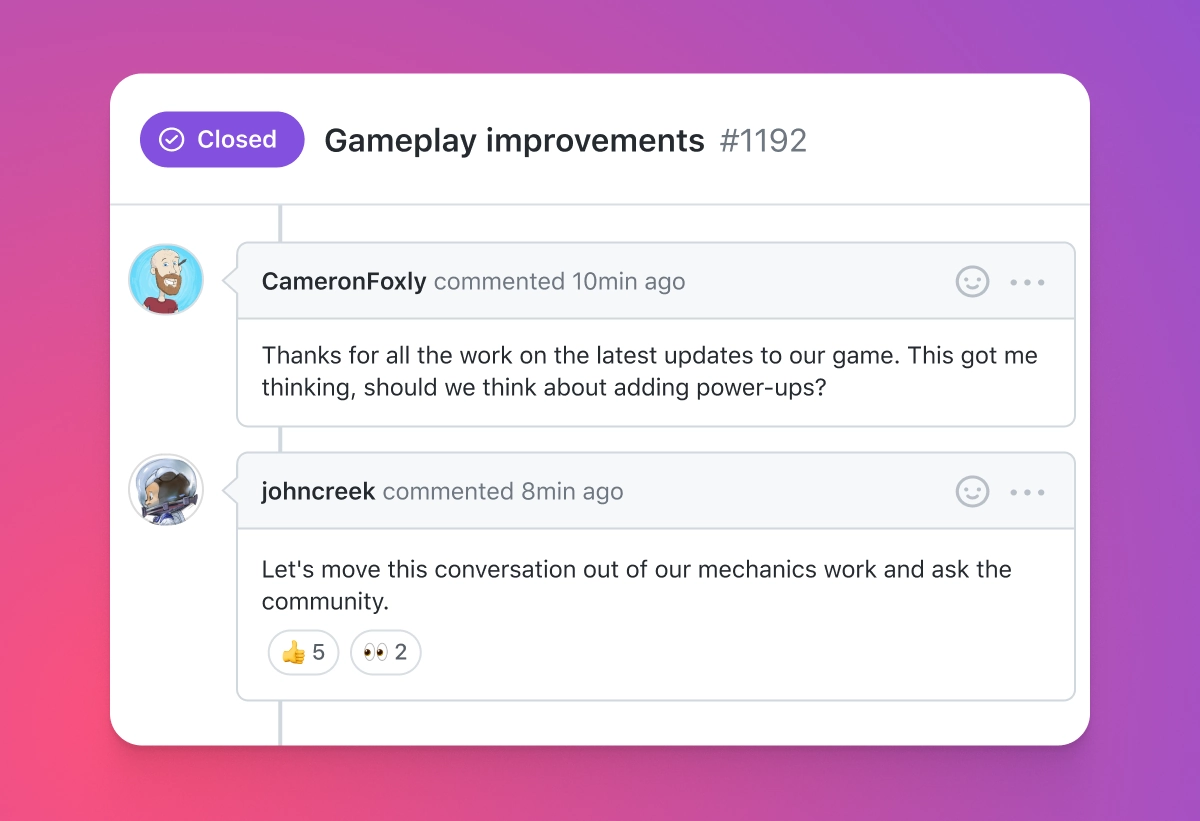 Closed Gameplay improvements #1192
CameronFoxly commented 10min ago
Thanks for all the work on the latest updates to our game. This got me
thinking, should we think about adding power-ups?
johncreek commented 8min ago
Let's move this conversation out of our mechanics work and ask the
community.
👍 5 👀 2